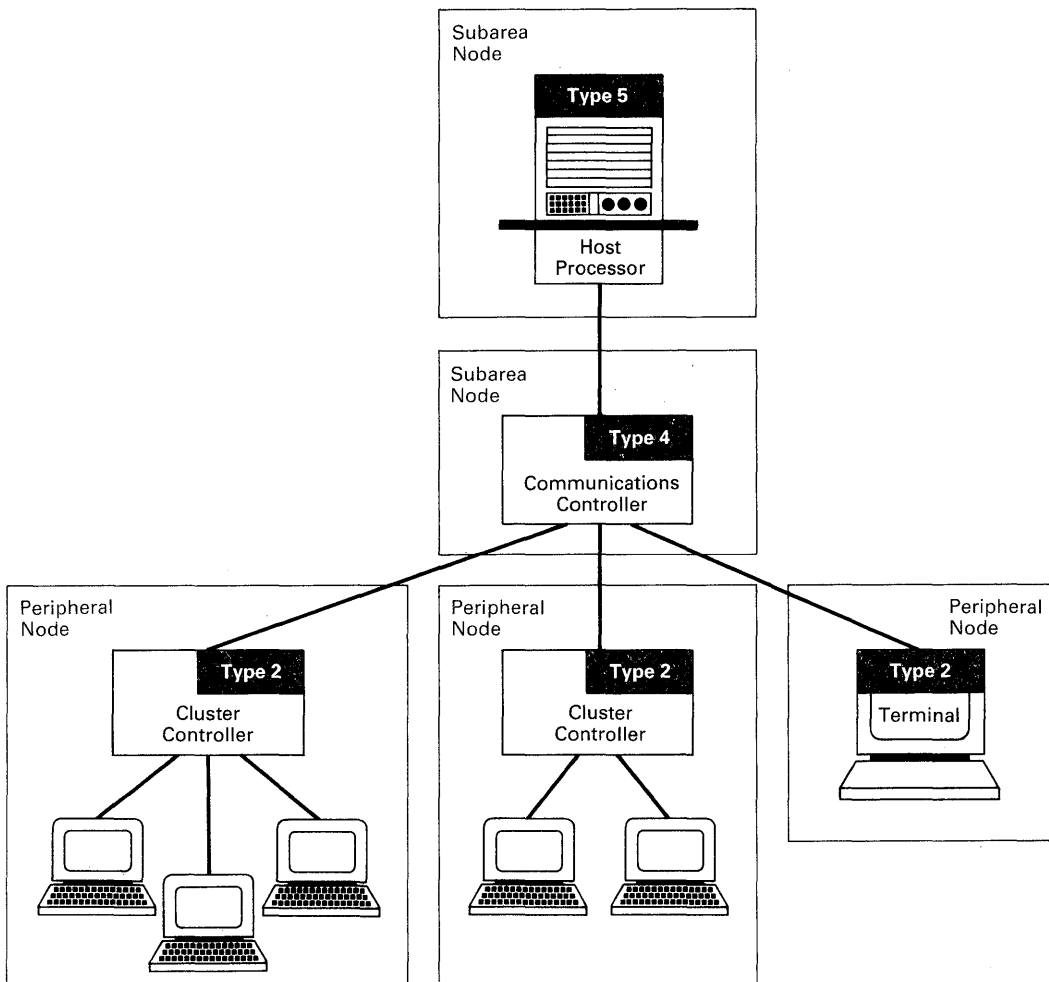 Subarea
Node
Type 5
Host
Processor
Subarea
Node
Type 4
Communications
Controller
Peripheral
Node
Type 2
Cluster
Controller
Peripheral
Node
Type 2
Cluster
Controller
Peripheral
Node
Type 2
Terminal